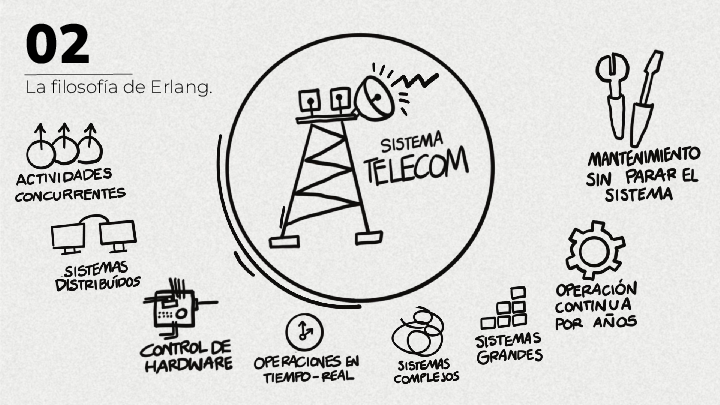 02
La filosofía de Erlang.
SISTEMA
TELECOM
ACTIVIDADES
CONCURRENTES
SISTEMAS
DISTRIBUÍDOS
CONTROL DE
HARDWARE
OPERACIONES EN
TIEMPO-REAL
SISTEMAS
COMPLEJOS
SISTEMAS
GRANDES
OPERACIÓN
CONTINUA
POR AÑOS
MANTENIMIENTO
SIN PARAR EL
SISTEMA